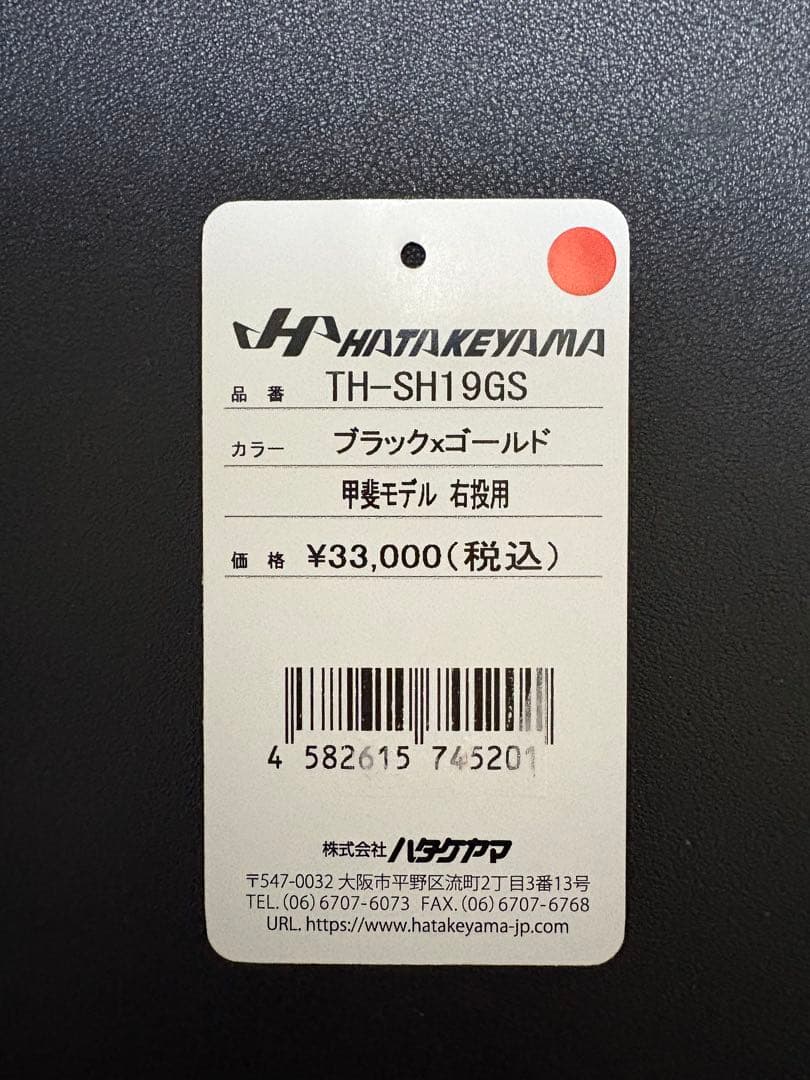 HATAKEYAMA
品番 TH-SH19GS
カラー ブラックxゴールド
甲斐モデル 右投用
価格 ¥33,000(税込)
4 582615 745201
株式会社 ハタケヤマ
〒547-0032 大阪市平野区流町2丁目3番13号
TEL.(06)6707-6073 FAX.(06)6707-6768
URL. https://www.hatakeyama-jp.com